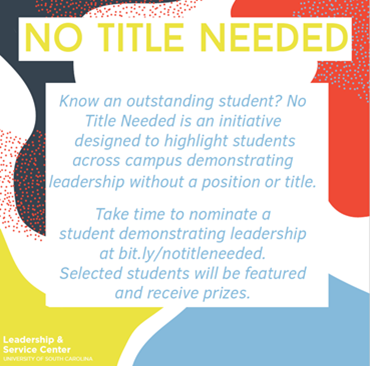 NO TITLE NEEDED
Know an outstanding student? No
Title Needed is an initiative
designed to highlight students
across campus demonstrating
leadership without a position or title.
Take time to nominate a
student demonstrating leadership
at bit.ly/notitleneeded.
Selected students will be featured
and receive prizes.
Leadership &
Service Center
UNIVERSITY OF SOUTH CAROLINA